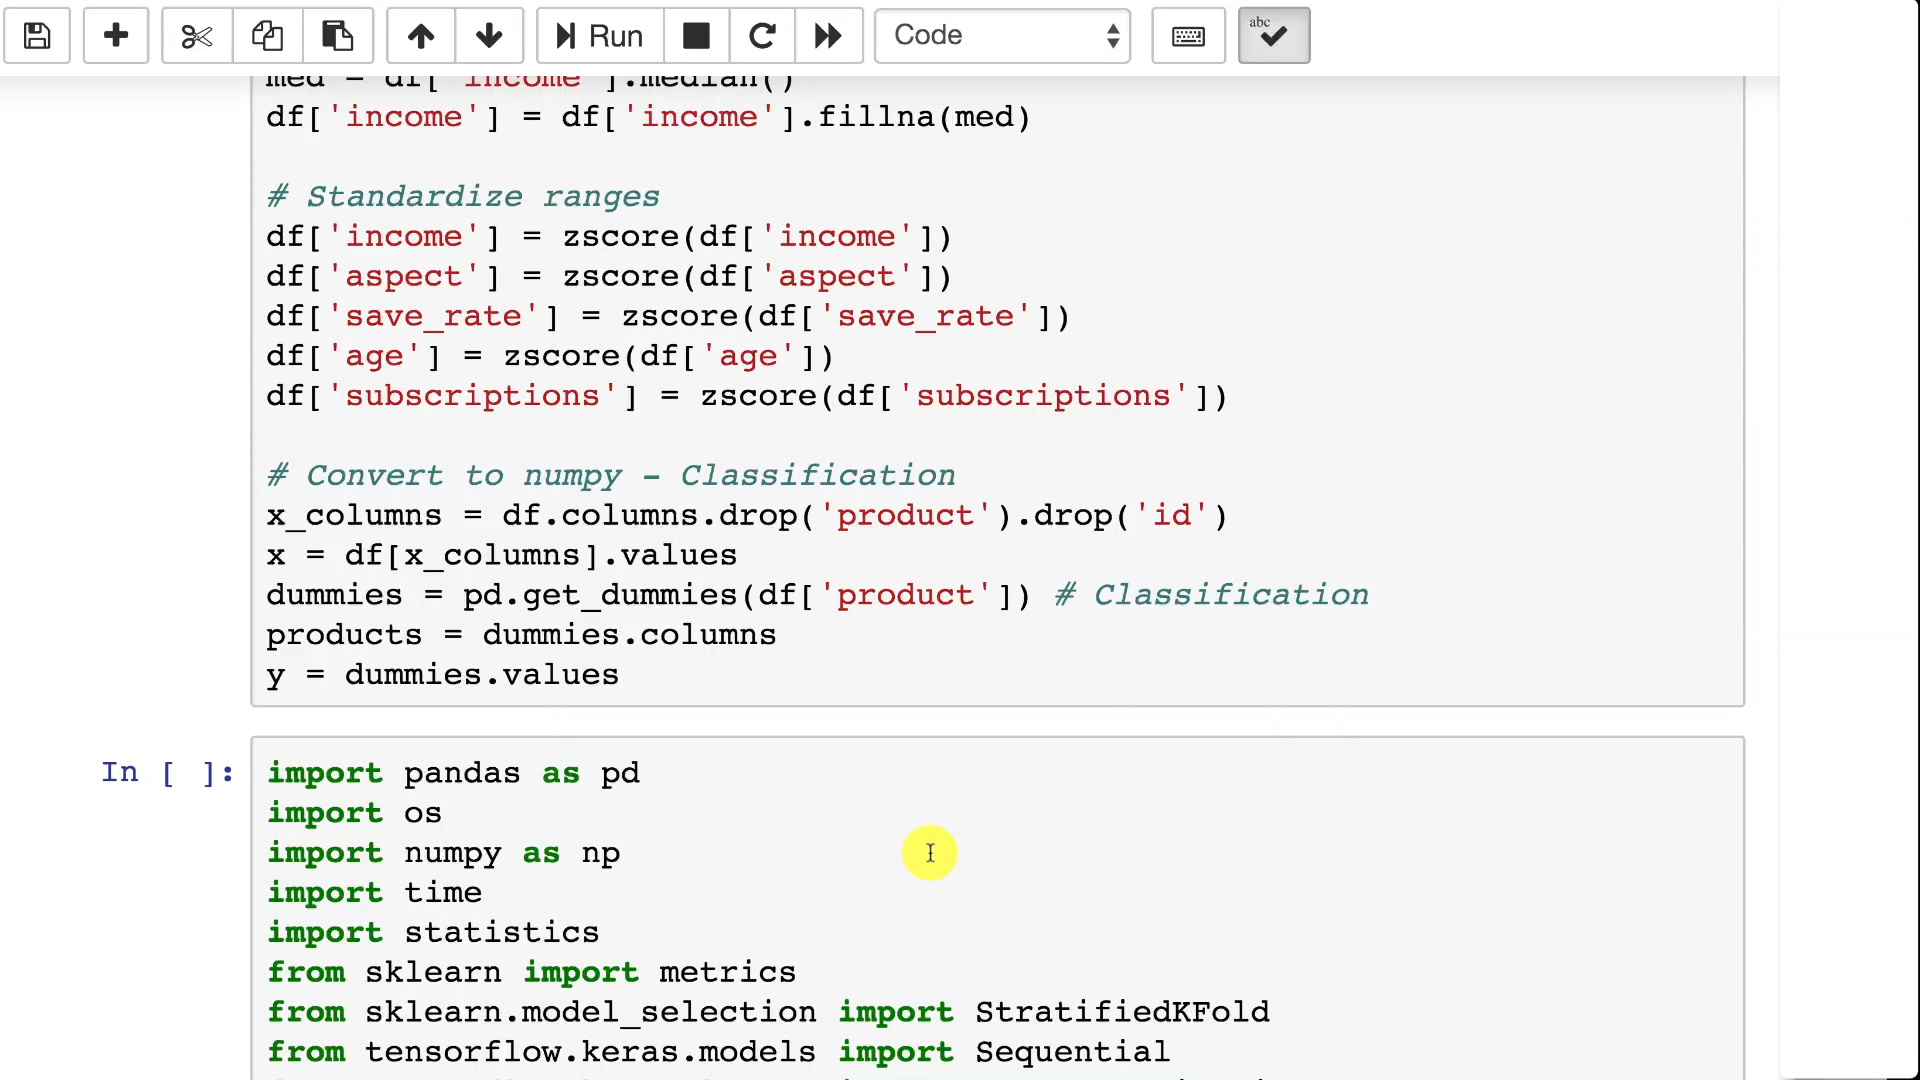 Run Code abc
med = df['income'].median()
df['income'] = df['income'].fillna(med)
# Standardize ranges
df['income'] = zscore(df['income'])
df['aspect'] = zscore(df['aspect'])
df['save_rate'] = zscore(df['save_rate'])
df['age'] = zscore(df['age'])
df['subscriptions'] = zscore(df['subscriptions'])
# Convert to numpy - Classification
x_columns = df.columns.drop('product').drop('id')
x = df[x_columns].values
dummies = pd.get_dummies(df['product']) # Classification
products = dummies.columns
y = dummies.values
In [ ]: import pandas as pd
import os
import numpy as np
import time
import statistics
from sklearn import metrics
from sklearn.model_selection import StratifiedKFold
from tensorflow.keras.models import Sequential